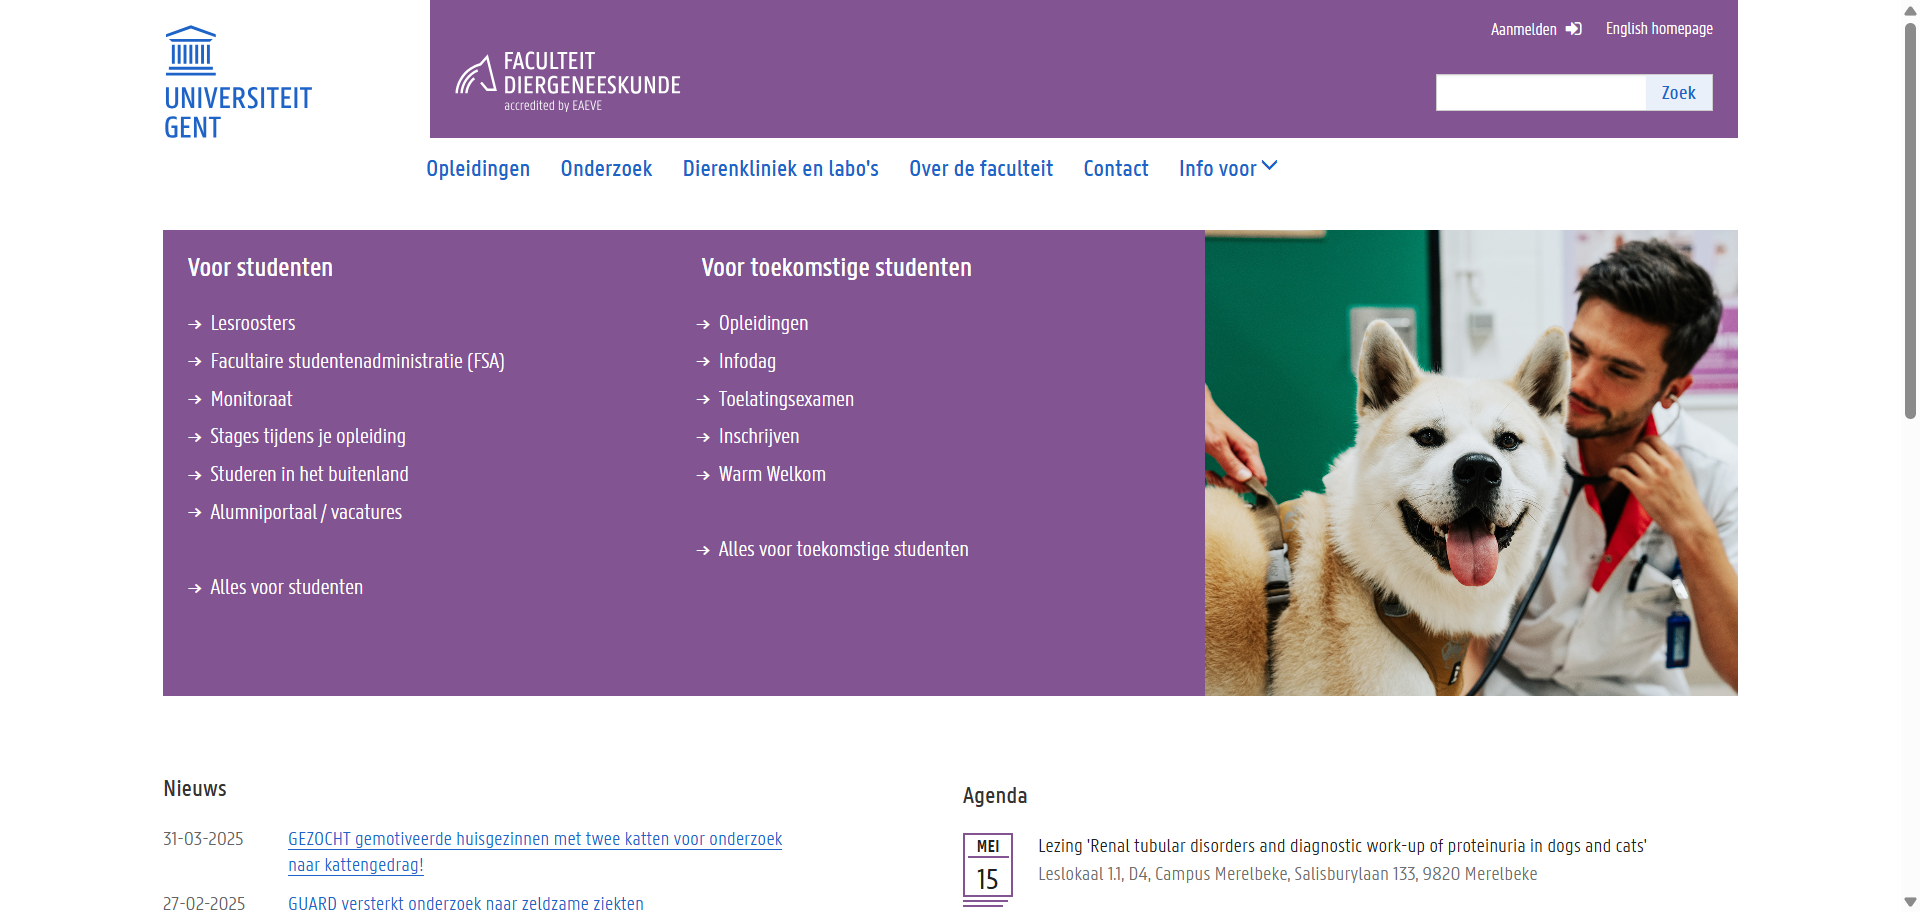 UNIVERSITEIT
GENT
FACULTEIT
DIERGENEESKUNDE
accredited by EAEVE
Aanmelden
English homepage
Zoek
Opleidingen
Onderzoek
Dierenkliniek en labo's
Over de faculteit
Contact
Info voor
Voor studenten
Lesroosters
Facultaire studentenadministratie (FSA)
Monitoraat
Stages tijdens je opleiding
Studeren in het buitenland
Alumniportaal / vacatures
Alles voor studenten
Voor toekomstige studenten
Opleidingen
Infodag
Toelatingsexamen
Inschrijven
Warm Welkom
Alles voor toekomstige studenten
Nieuws
31-03-2025
GEZOCHT gemotiveerde huisgezinnen met twee katten voor onderzoek
naar kattengedrag!
27-02-2025
GUARD versterkt onderzoek naar zeldzame ziekten
Agenda
MEI
15
Lezing 'Renal tubular disorders and diagnostic work-up of proteinuria in dogs and cats'
Leslokaal 1.1, D4, Campus Merelbeke, Salisburylaan 133, 9820 Merelbeke